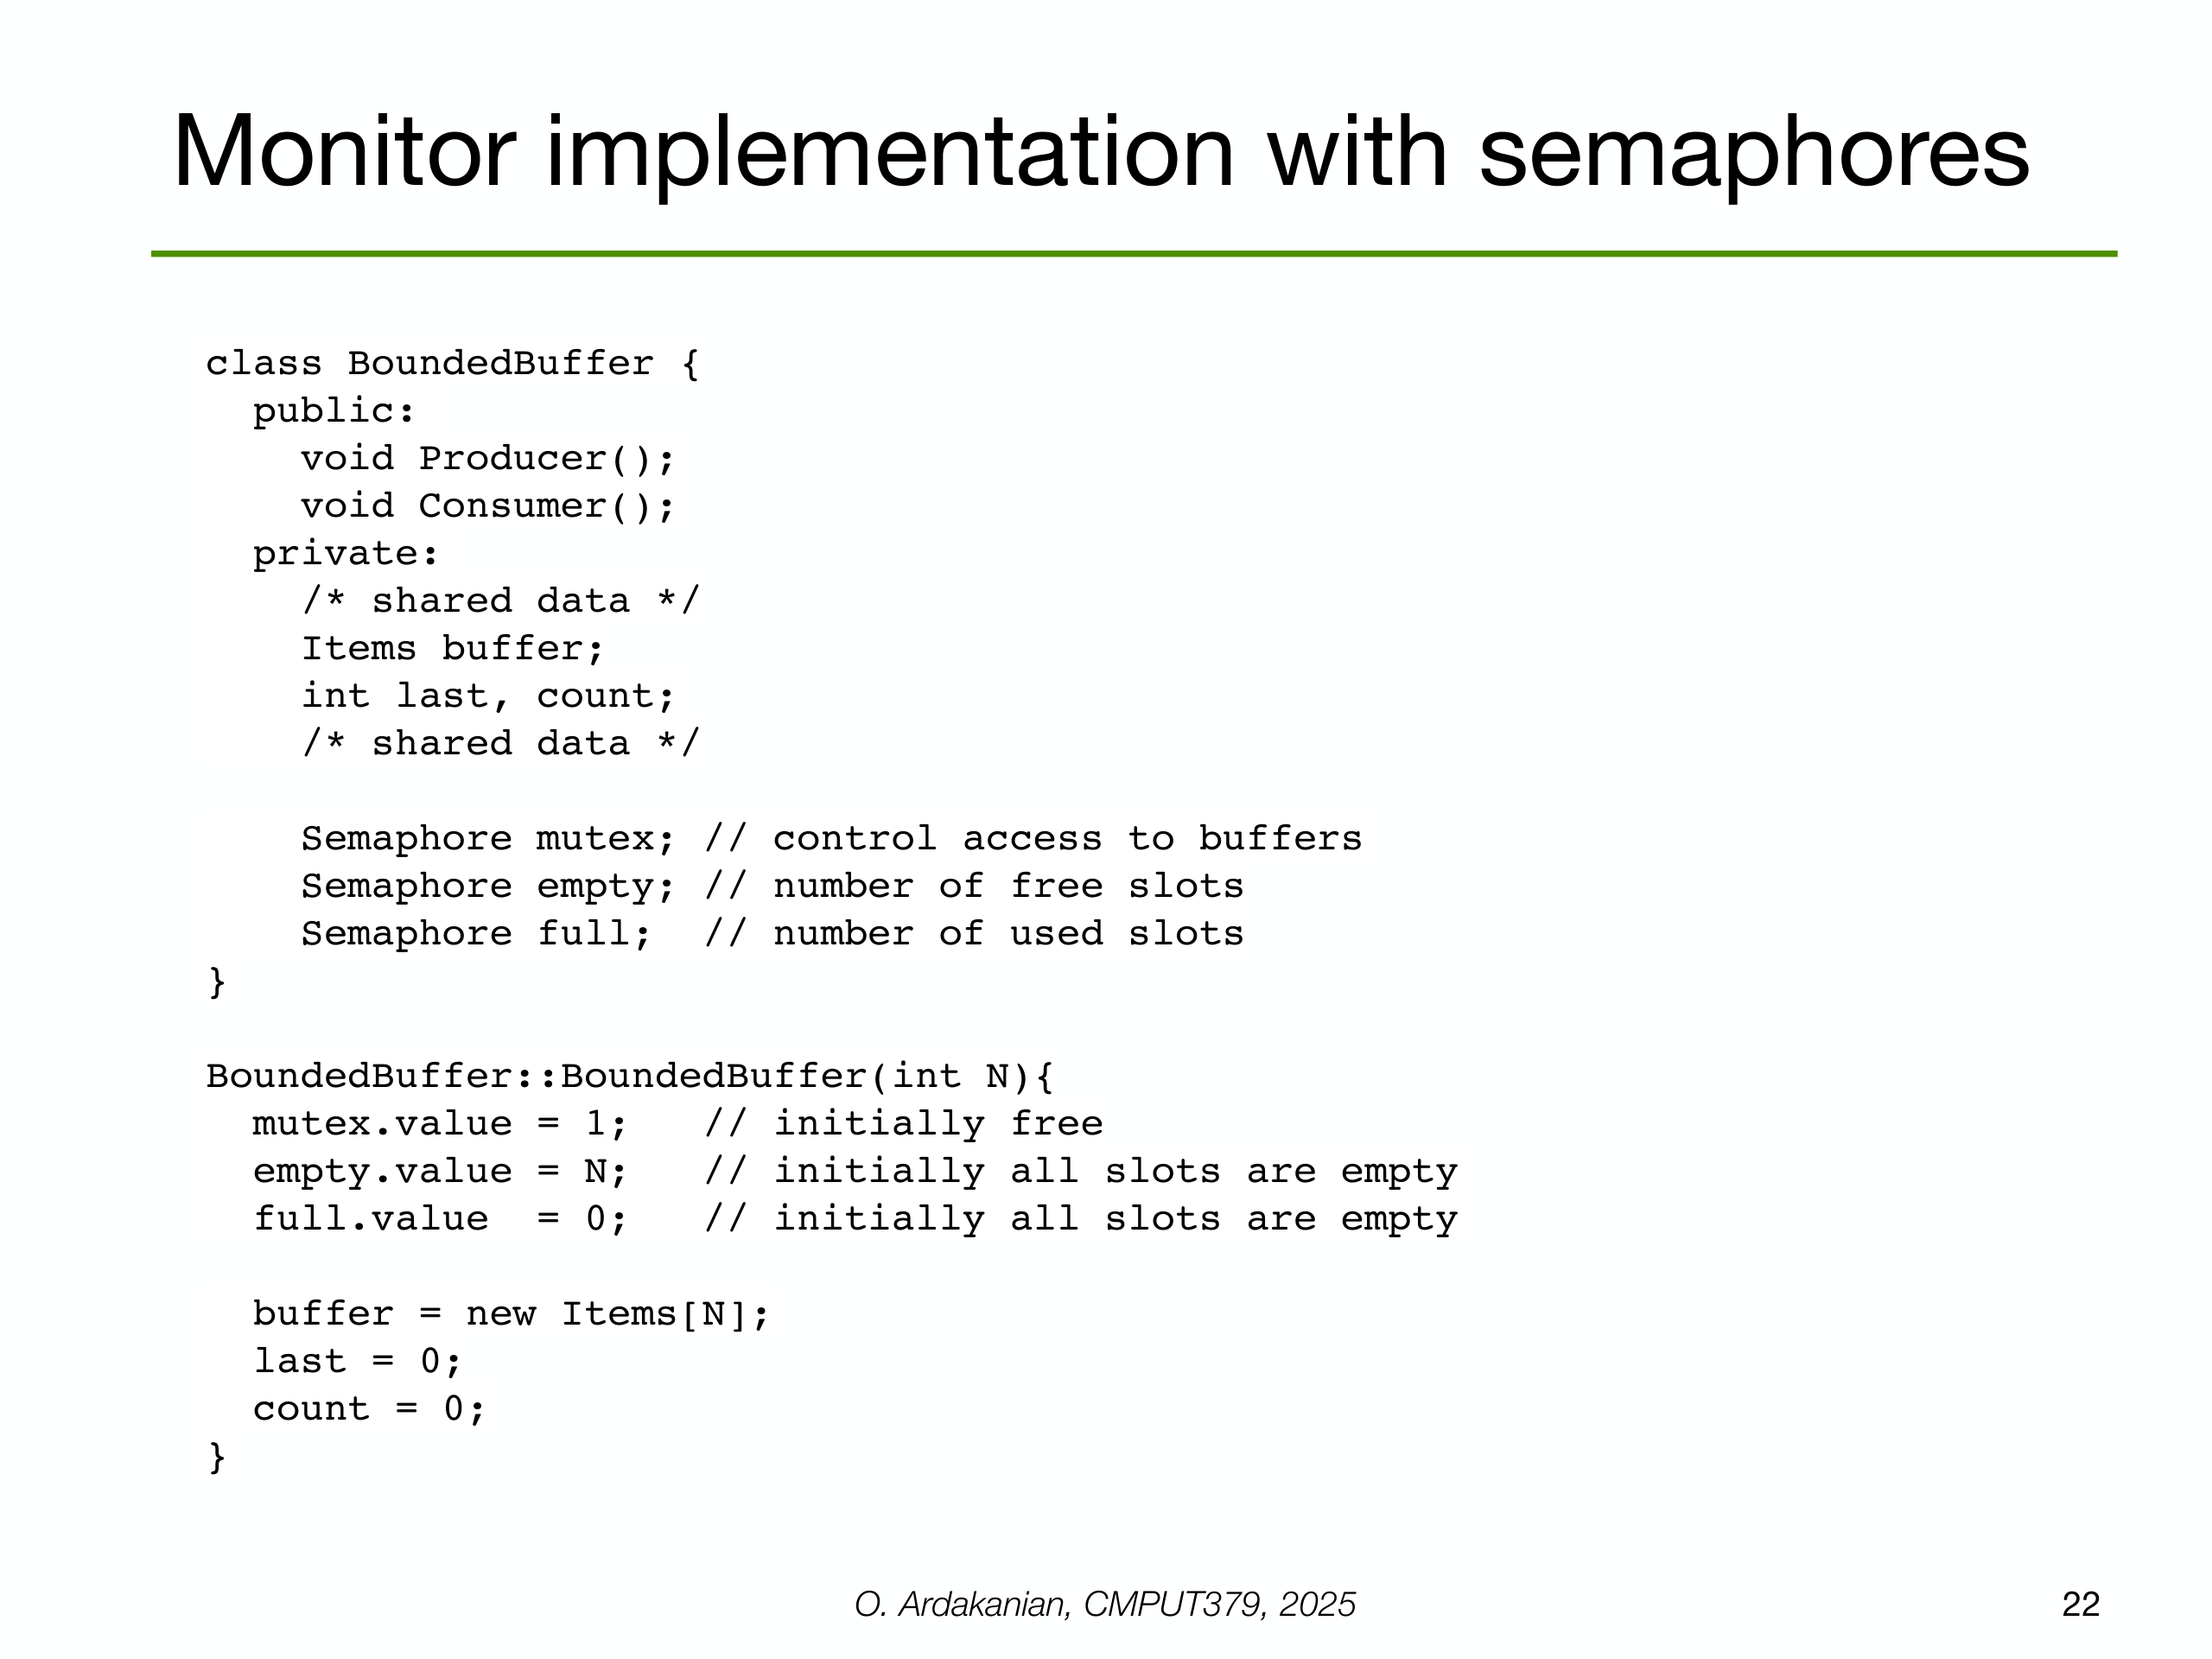 Monitor implementation with semaphores
class BoundedBuffer {
  public:
    void Producer();
    void Consumer();
  private:
    /* shared data */
    Items buffer;
    int last, count;
    /* shared data */
    Semaphore mutex; // control access to buffers
    Semaphore empty; // number of free slots
    Semaphore full;  // number of used slots
}
BoundedBuffer::BoundedBuffer(int N){
  mutex.value = 1;   // initially free
  empty.value = N;   // initially all slots are empty
  full.value  = 0;   // initially all slots are empty
  buffer = new Items[N];
  last = 0;
  count = 0;
}
O. Ardakanian, CMPUT379, 2025
22